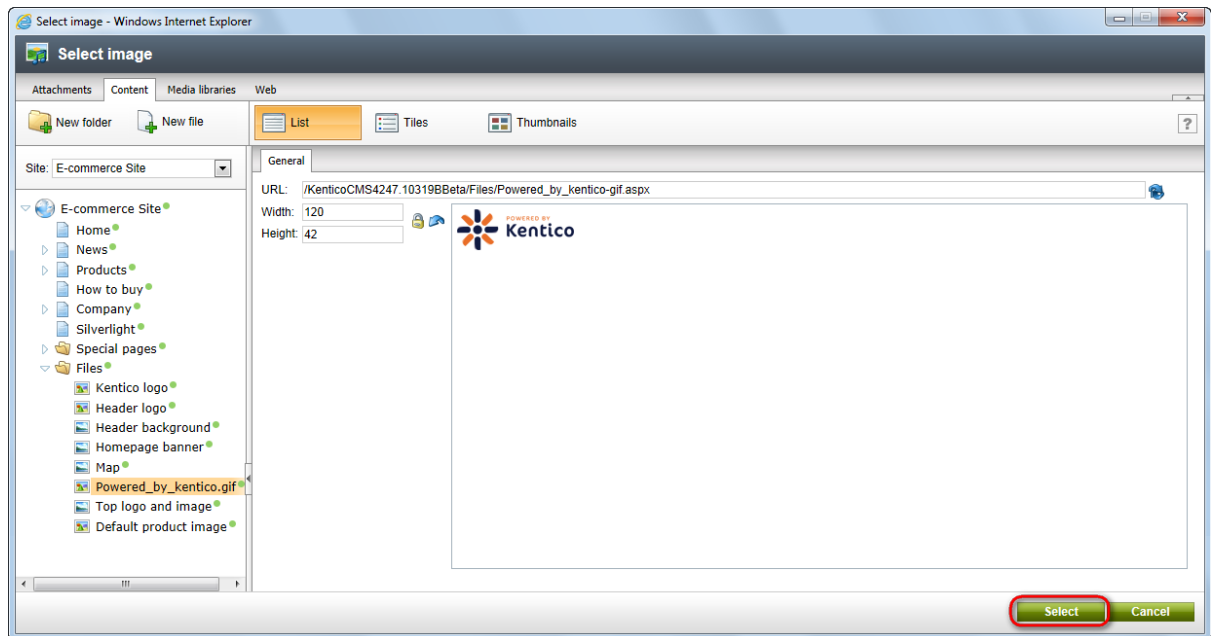 Select image - Windows Internet Explorer
Select image
Attachments Content Media libraries Web
New folder New file List Tiles Thumbnails ?
Site: E-commerce Site
General
URL: /KenticoCMS4247.10319BBeta/Files/Powered_by_kentico-gif.aspx
Width: 120
Height: 42
POWERED BY
Kentico
E-commerce Site
Home
News
Products
How to buy
Company
Silverlight
Special pages
Files
Kentico logo
Header logo
Header background
Homepage banner
Map
Powered_by_kentico.gif
Top logo and image
Default product image
Select Cancel